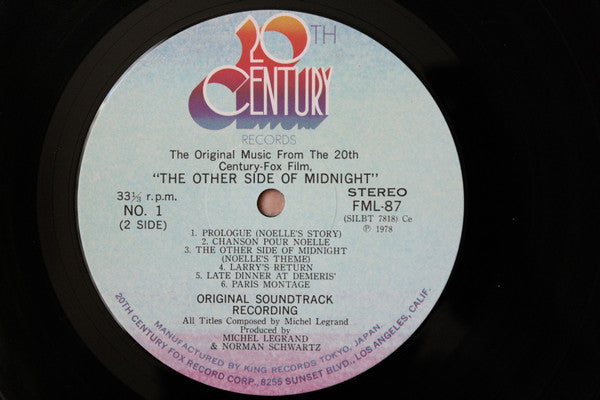 20TH
CENTURY
RECORDS
The Original Music From The 20th
Century-Fox Film,
"THE OTHER SIDE OF MIDNIGHT"
33⅓ r.p.m.
NO. 1
(2 SIDE)
STEREO
FML-87
(SILBT 7818) Ce
Ⓟ 1978
1. PROLOGUE (NOELLE'S STORY)
2. CHANSON POUR NOELLE
3. THE OTHER SIDE OF MIDNIGHT
(NOELLE'S THEME)
4. LARRY'S RETURN
5. LATE DINNER AT DEMERIS'
6. PARIS MONTAGE
ORIGINAL SOUNDTRACK
RECORDING
All Titles Composed by Michel Legrand
Produced by
MICHEL LEGRAND
& NORMAN SCHWARTZ
MANUFACTURED BY KING RECORDS TOKYO, JAPAN
20TH CENTURY FOX RECORD CORP., 8255 SUNSET BLVD., LOS ANGELES, CALIF.